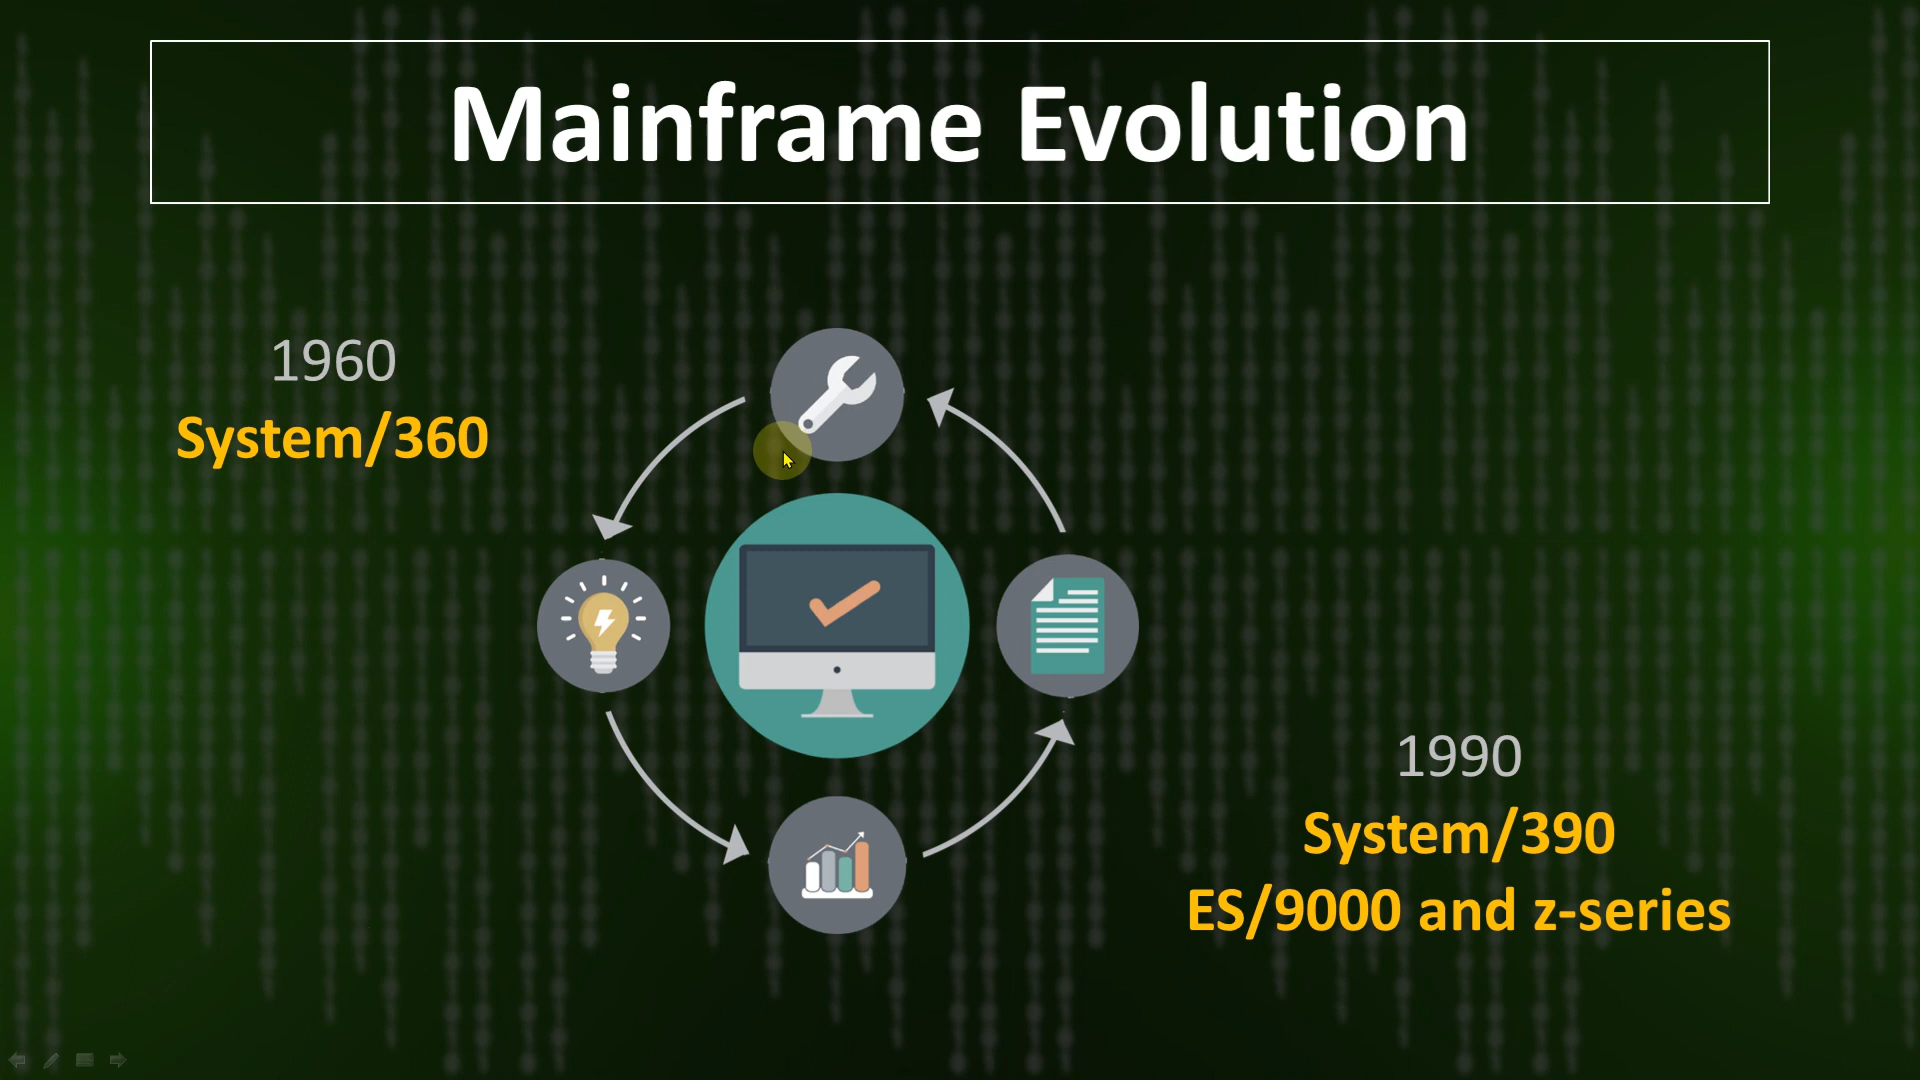 Mainframe Evolution
1960
System/360
1990
System/390
ES/9000 and z-series